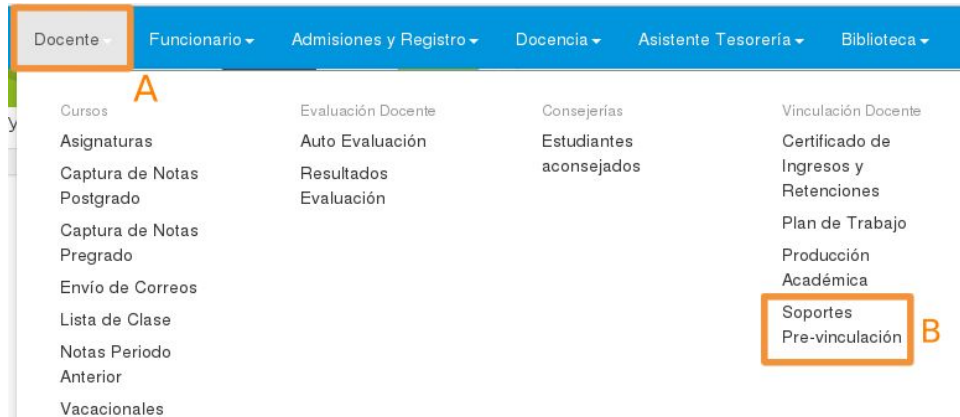 Docente Funcionario Admisiones y Registro Docencia Asistente Tesorería Biblioteca
A
y
Cursos
Asignaturas
Captura de Notas
Postgrado
Captura de Notas
Pregrado
Envío de Correos
Lista de Clase
Notas Periodo
Anterior
Vacacionales
Evaluación Docente
Auto Evaluación
Resultados
Evaluación
Consejerías
Estudiantes
aconsejados
Vinculación Docente
Certificado de
Ingresos y
Retenciones
Plan de Trabajo
Producción
Académica
Soportes
Pre-vinculación
B